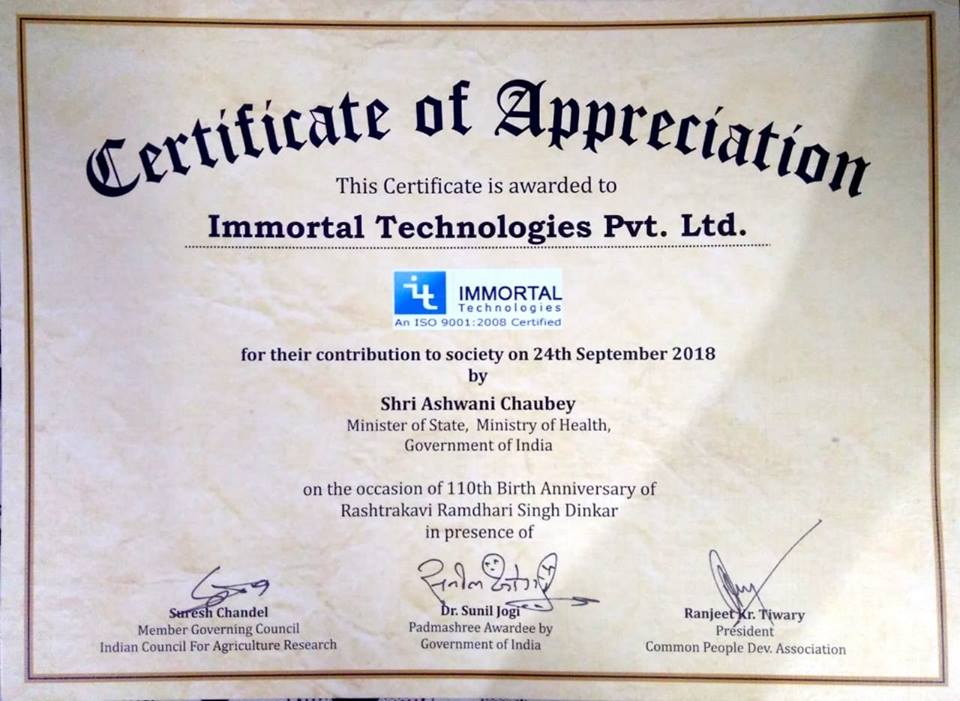 Certificate of Appreciation
This Certificate is awarded to
Immortal Technologies Pvt. Ltd.
it IMMORTAL
Technologies
An ISO 9001:2008 Certified
for their contribution to society on 24th September 2018
by
Shri Ashwani Chaubey
Minister of State, Ministry of Health,
Government of India
on the occasion of 110th Birth Anniversary of
Rashtrakavi Ramdhari Singh Dinkar
in presence of
Suresh Chandel
Member Governing Council
Indian Council For Agriculture Research
Dr. Sunil Jogi
Padmashree Awardee by
Government of India
Ranjeet Kr. Tiwary
President
Common People Dev. Association